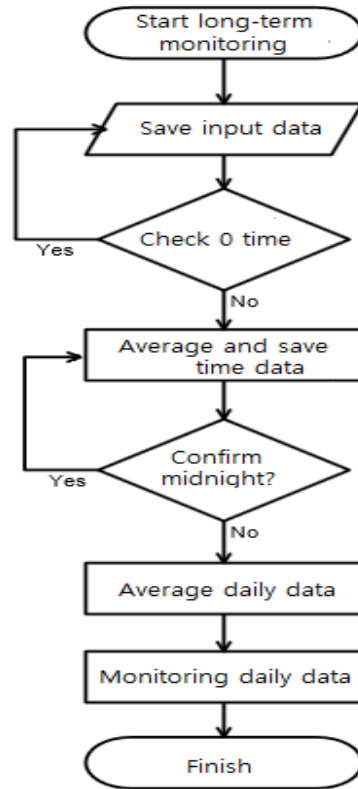 Start long-term
monitoring
Save input data
Check 0 time
Yes
No
Average and save
time data
Confirm
midnight?
Yes
No
Average daily data
Monitoring daily data
Finish